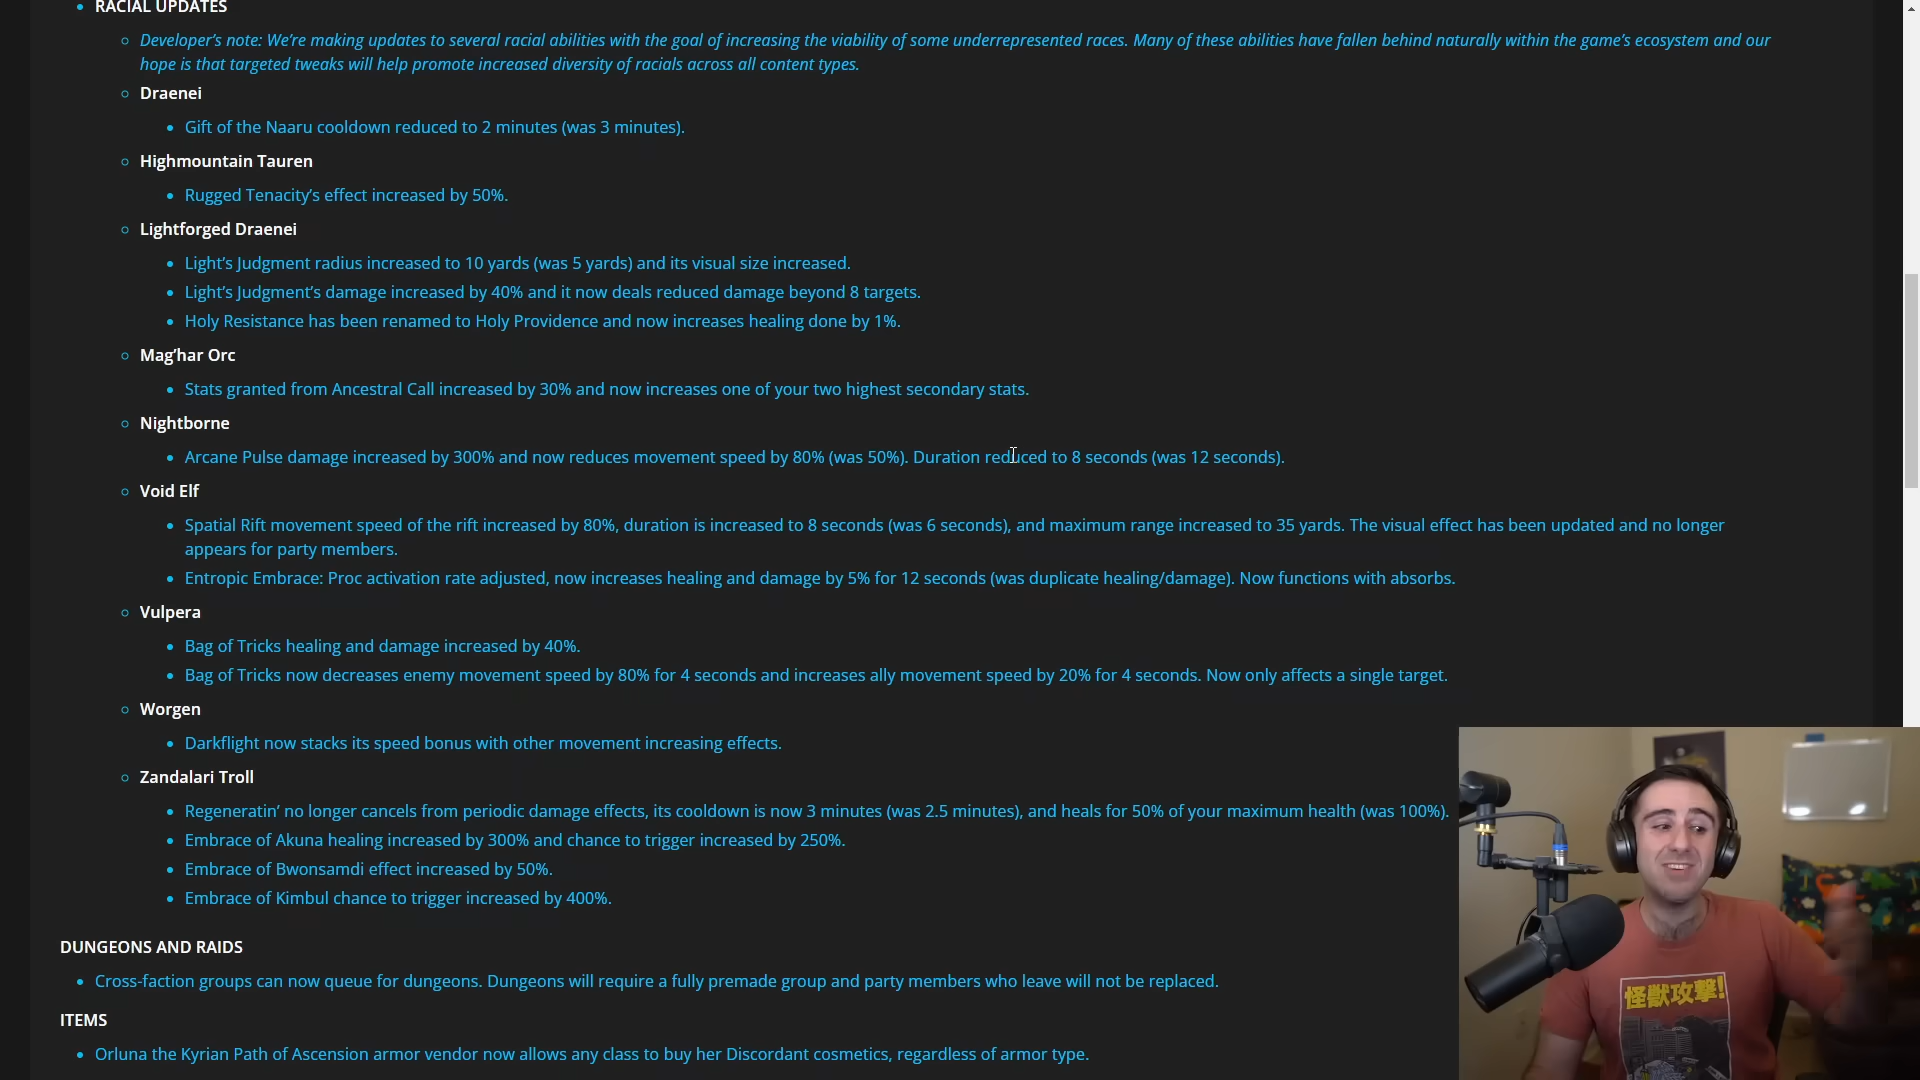 RACIAL UPDATES
Developer's note: We're making updates to several racial abilities with the goal of increasing the viability of some underrepresented races. Many of these abilities have fallen behind naturally within the game's ecosystem and our
hope is that targeted tweaks will help promote increased diversity of racials across all content types.
Draenei
Gift of the Naaru cooldown reduced to 2 minutes (was 3 minutes).
Highmountain Tauren
Rugged Tenacity's effect increased by 50%.
Lightforged Draenei
Light's Judgment radius increased to 10 yards (was 5 yards) and its visual size increased.
Light's Judgment's damage increased by 40% and it now deals reduced damage beyond 8 targets.
Holy Resistance has been renamed to Holy Providence and now increases healing done by 1%.
Mag'har Orc
Stats granted from Ancestral Call increased by 30% and now increases one of your two highest secondary stats.
Nightborne
Arcane Pulse damage increased by 300% and now reduces movement speed by 80% (was 50%). Duration reduced to 8 seconds (was 12 seconds).
Void Elf
Spatial Rift movement speed of the rift increased by 80%, duration is increased to 8 seconds (was 6 seconds), and maximum range increased to 35 yards. The visual effect has been updated and no longer
appears for party members.
Entropic Embrace: Proc activation rate adjusted, now increases healing and damage by 5% for 12 seconds (was duplicate healing/damage). Now functions with absorbs.
Vulpera
Bag of Tricks healing and damage increased by 40%.
Bag of Tricks now decreases enemy movement speed by 80% for 4 seconds and increases ally movement speed by 20% for 4 seconds. Now only affects a single target.
Worgen
Darkflight now stacks its speed bonus with other movement increasing effects.
Zandalari Troll
Regeneratin' no longer cancels from periodic damage effects, its cooldown is now 3 minutes (was 2.5 minutes), and heals for 50% of your maximum health (was 100%).
Embrace of Akuna healing increased by 300% and chance to trigger increased by 250%.
Embrace of Bwonsamdi effect increased by 50%.
Embrace of Kimbul chance to trigger increased by 400%.
DUNGEONS AND RAIDS
Cross-faction groups can now queue for dungeons. Dungeons will require a fully premade group and party members who leave will not be replaced.
ITEMS
Orluna the Kyrian Path of Ascension armor vendor now allows any class to buy her Discordant cosmetics, regardless of armor type.
怪獣攻撃!